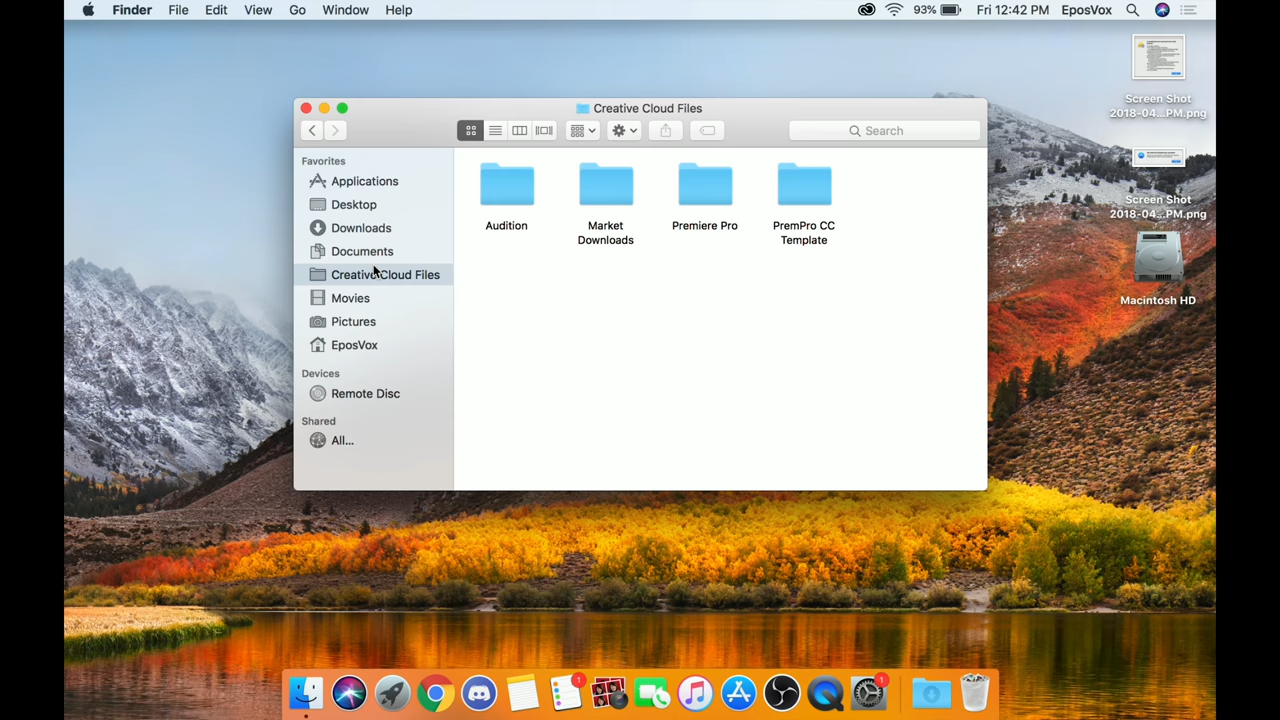 Finder File Edit View Go Window Help 93% Fri 12:42 PM EposVox
Screen Shot
2018-04...PM.png
Screen Shot
2018-04...PM.png
Macintosh HD
Creative Cloud Files
Search
Favorites
Applications
Desktop
Downloads
Documents
Creative Cloud Files
Movies
Pictures
EposVox
Devices
Remote Disc
Shared
All...
Audition
Market
Downloads
Premiere Pro
PremPro CC
Template
1
1